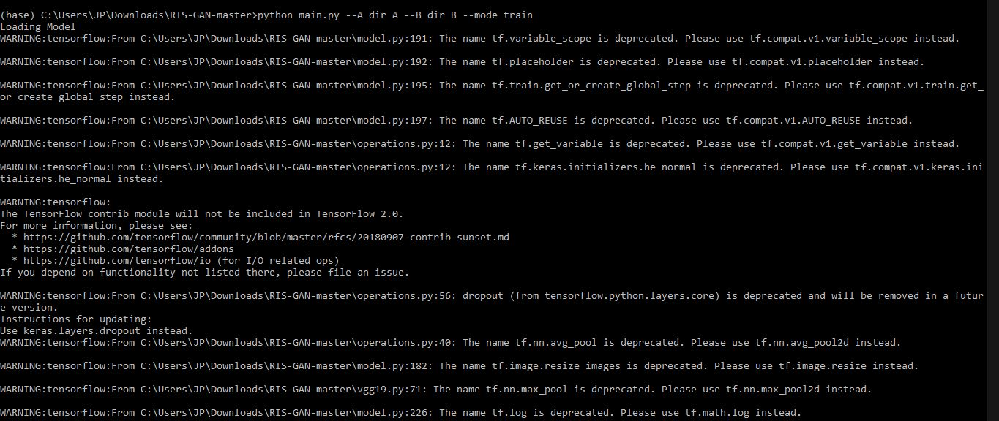 (base) C:\Users\JP\Downloads\RIS-GAN-master>python main.py --A_dir A --B_dir B --mode train
Loading Model
WARNING:tensorflow:From C:\Users\JP\Downloads\RIS-GAN-master\model.py:191: The name tf.variable_scope is deprecated. Please use tf.compat.v1.variable_scope instead.
WARNING:tensorflow:From C:\Users\JP\Downloads\RIS-GAN-master\model.py:192: The name tf.placeholder is deprecated. Please use tf.compat.v1.placeholder instead.
WARNING:tensorflow:From C:\Users\JP\Downloads\RIS-GAN-master\model.py:195: The name tf.train.get_or_create_global_step is deprecated. Please use tf.compat.v1.train.get_
or_create_global_step instead.
WARNING:tensorflow:From C:\Users\JP\Downloads\RIS-GAN-master\model.py:197: The name tf.AUTO_REUSE is deprecated. Please use tf.compat.v1.AUTO_REUSE instead.
WARNING:tensorflow:From C:\Users\JP\Downloads\RIS-GAN-master\operations.py:12: The name tf.get_variable is deprecated. Please use tf.compat.v1.get_variable instead.
WARNING:tensorflow:From C:\Users\JP\Downloads\RIS-GAN-master\operations.py:12: The name tf.keras.initializers.he_normal is deprecated. Please use tf.compat.v1.keras.ini
tializers.he_normal instead.
WARNING:tensorflow:
The TensorFlow contrib module will not be included in TensorFlow 2.0.
For more information, please see:
  * https://github.com/tensorflow/community/blob/master/rfcs/20180907-contrib-sunset.md
  * https://github.com/tensorflow/addons
  * https://github.com/tensorflow/io (for I/O related ops)
If you depend on functionality not listed there, please file an issue.
WARNING:tensorflow:From C:\Users\JP\Downloads\RIS-GAN-master\operations.py:56: dropout (from tensorflow.python.layers.core) is deprecated and will be removed in a futur
e version.
Instructions for updating:
Use keras.layers.dropout instead.
WARNING:tensorflow:From C:\Users\JP\Downloads\RIS-GAN-master\operations.py:40: The name tf.nn.avg_pool is deprecated. Please use tf.nn.avg_pool2d instead.
WARNING:tensorflow:From C:\Users\JP\Downloads\RIS-GAN-master\model.py:182: The name tf.image.resize_images is deprecated. Please use tf.image.resize instead.
WARNING:tensorflow:From C:\Users\JP\Downloads\RIS-GAN-master\vgg19.py:71: The name tf.nn.max_pool is deprecated. Please use tf.nn.max_pool2d instead.
WARNING:tensorflow:From C:\Users\JP\Downloads\RIS-GAN-master\model.py:226: The name tf.log is deprecated. Please use tf.math.log instead.